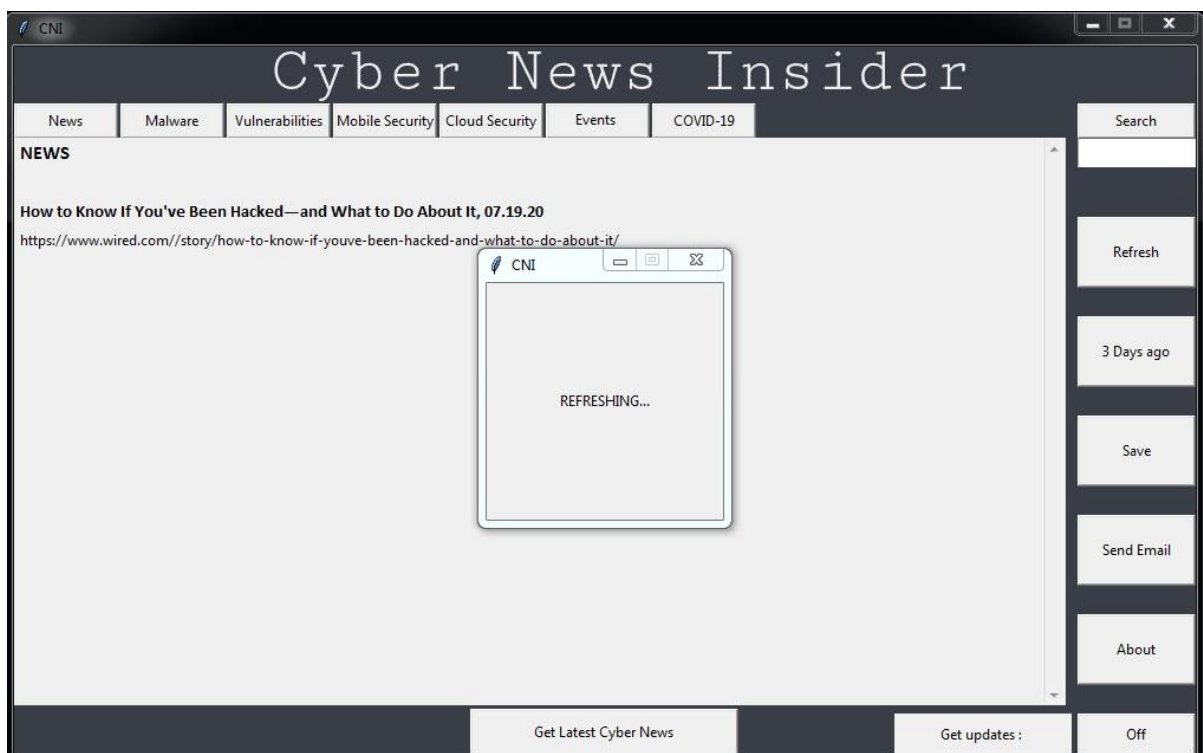 CNI
Cyber News Insider
News Malware Vulnerabilities Mobile Security Cloud Security Events COVID-19 Search
NEWS
How to Know If You've Been Hacked—and What to Do About It, 07.19.20
https://www.wired.com//story/how-to-know-if-youve-been-hacked-and-what-to-do-about-it/
CNI
REFRESHING...
Refresh
3 Days ago
Save
Send Email
About
Get Latest Cyber News
Get updates :
Off